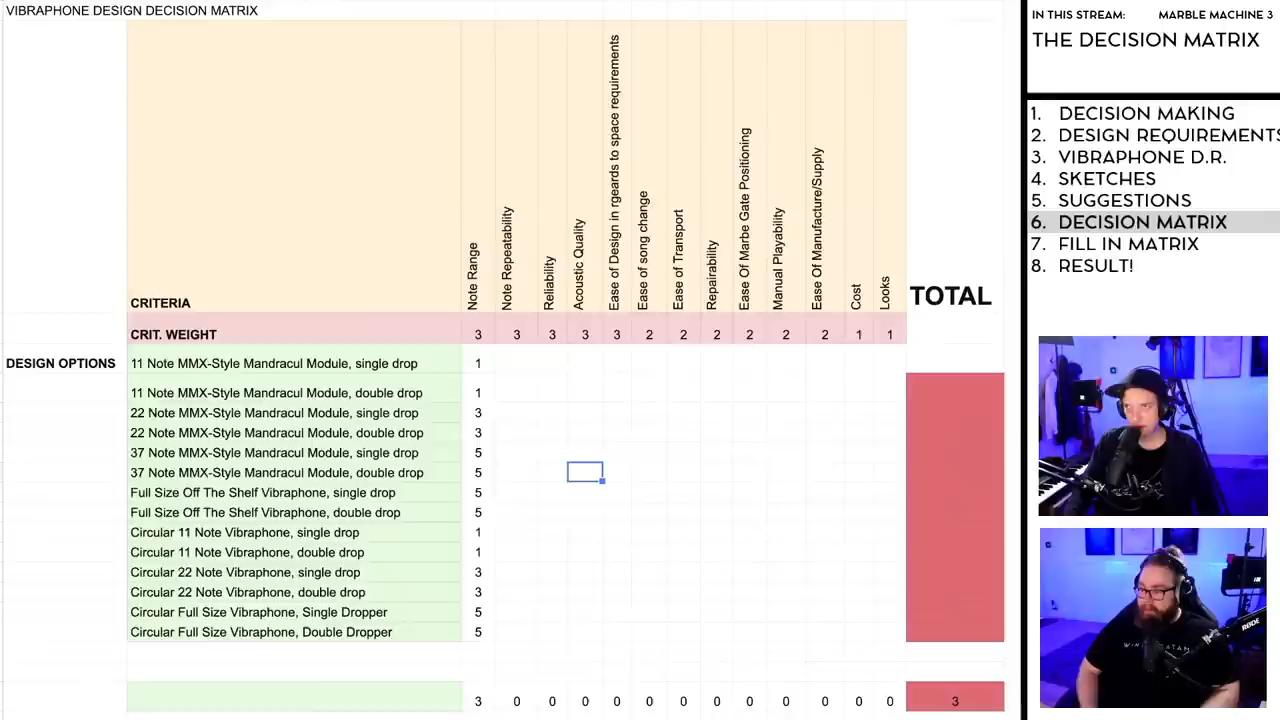 VIBRAPHONE DESIGN DECISION MATRIX
IN THIS STREAM: MARBLE MACHINE 3
THE DECISION MATRIX
1. DECISION MAKING
2. DESIGN REQUIREMENTS
3. VIBRAPHONE D.R.
4. SKETCHES
5. SUGGESTIONS
6. DECISION MATRIX
7. FILL IN MATRIX
8. RESULT!
CRITERIA
Note Range
Note Repeatability
Reliability
Acoustic Quality
Ease of Design in rgeards to space requirements
Ease of song change
Ease of Transport
Repairability
Ease Of Marbe Gate Positioning
Manual Playability
Ease Of Manufacture/Supply
Cost
Looks
TOTAL
CRIT. WEIGHT 3 3 3 3 3 2 2 2 2 2 2 1 1
DESIGN OPTIONS 11 Note MMX-Style Mandracul Module, single drop 1
11 Note MMX-Style Mandracul Module, double drop 1
22 Note MMX-Style Mandracul Module, single drop 3
22 Note MMX-Style Mandracul Module, double drop 3
37 Note MMX-Style Mandracul Module, single drop 5
37 Note MMX-Style Mandracul Module, double drop 5
Full Size Off The Shelf Vibraphone, single drop 5
Full Size Off The Shelf Vibraphone, double drop 5
Circular 11 Note Vibraphone, single drop 1
Circular 11 Note Vibraphone, double drop 1
Circular 22 Note Vibraphone, single drop 3
Circular 22 Note Vibraphone, double drop 3
Circular Full Size Vibraphone, Single Dropper 5
Circular Full Size Vibraphone, Double Dropper 5
3 0 0 0 0 0 0 0 0 0 0 0 0 3
RØDE